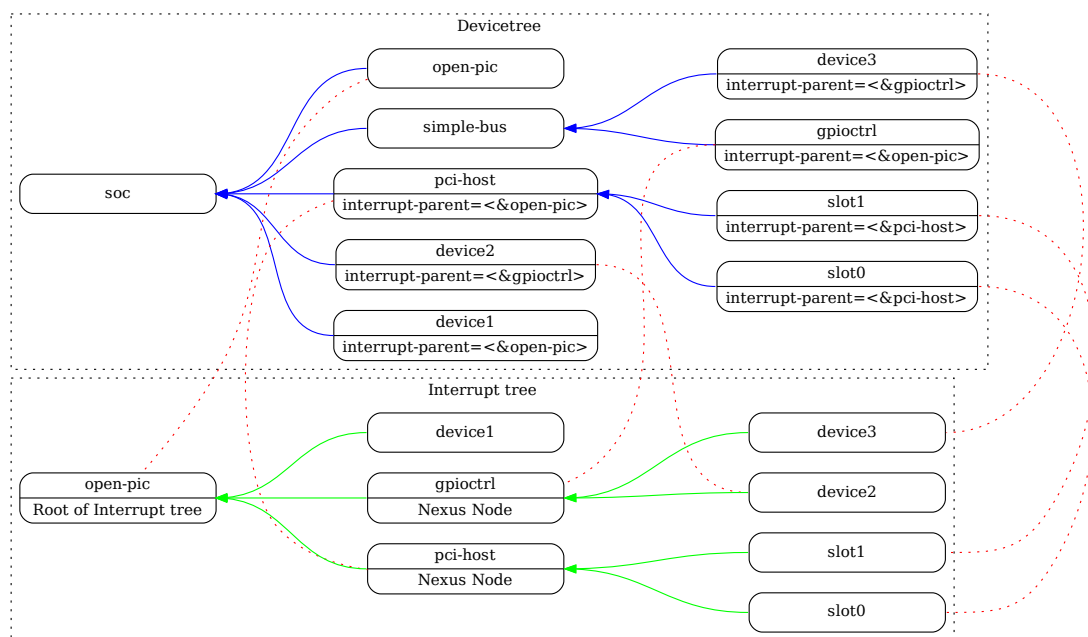 Devicetree
open-pic
simple-bus
soc
pci-host
interrupt-parent=<&open-pic>
device2
interrupt-parent=<&gpioctrl>
device1
interrupt-parent=<&open-pic>
device3
interrupt-parent=<&gpioctrl>
gpioctrl
interrupt-parent=<&open-pic>
slot1
interrupt-parent=<&pci-host>
slot0
interrupt-parent=<&pci-host>
Interrupt tree
open-pic
Root of Interrupt tree
device1
gpioctrl
Nexus Node
pci-host
Nexus Node
device3
device2
slot1
slot0